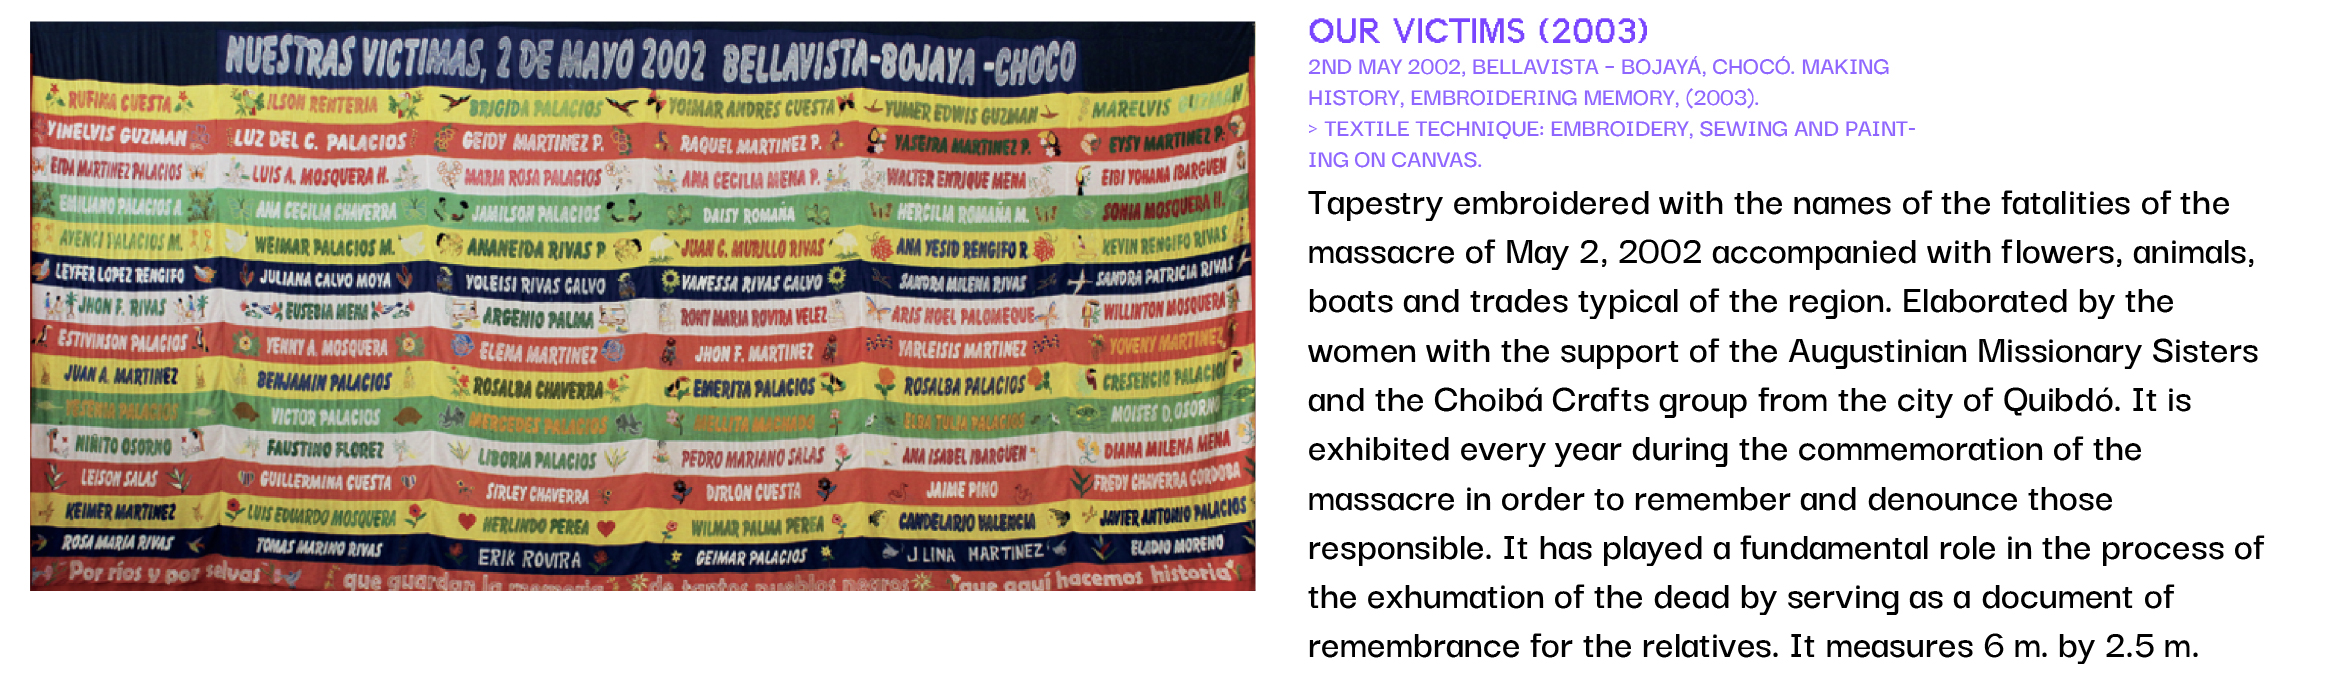 NUESTRAS VICTIMAS, 2 DE MAYO 2002 BELLAVISTA-BOJAYA -CHOCO
RUFINA CUESTA ILSON RENTERIA BRIGIDA PALACIOS YOIMAR ANDRES CUESTA YUMER EDWIS GUZMAN MARELVIS GUZMAN
YINELVIS GUZMAN LUZ DEL C. PALACIOS GEIDY MARTINEZ P. RAQUEL MARTINEZ P. YASEIRA MARTINEZ P. EYSY MARTINEZ P.
EIDA MARTINEZ PALACIOS LUIS A. MOSQUERA H. MARIA ROSA PALACIOS ANA CECILIA MENA P. WALTER ENRIQUE MENA EIBI YOHANA IBARGUEN
EMILIANO PALACIOS A. ANA CECILIA CHAVERRA JAMILSON PALACIOS DAISY ROMAÑA HERCILIA ROMAÑA M. SONIA MOSQUERA H.
AYENCI PALACIOS M. WEIMAR PALACIOS M. ANANEIDA RIVAS P JUAN C. MURILLO RIVAS ANA YESID RENGIFO R KEVIN RENGIFO RIVAS
LEYFER LOPEZ RENGIFO JULIANA CALVO MOYA YOLEISI RIVAS CALVO VANESSA RIVAS CALVO SANDRA MILENA RIVAS SANDRA PATRICIA RIVAS
JHON F. RIVAS EUSEBIA MENA ARGENIO PALMA RONY MARIA ROVIRA VELEZ ARIS NOEL PALOMEQUE WILLINTON MOSQUERA
ESTIVINSON PALACIOS YENNY A. MOSQUERA ELENA MARTINEZ JHON F. MARTINEZ YARLEISIS MARTINEZ YOVENY MARTINEZ
JUAN A. MARTINEZ BENJAMIN PALACIOS ROSALBA CHAVERRA EMERITA PALACIOS ROSALBA PALACIOS CRESENCIO PALACIOS
YESENIA PALACIOS VICTOR PALACIOS MERCEDES PALACIOS HELLITA MACHADO ELBA TULIA PALACIOS MOISES D. OSORNO
NIÑITO OSORNO FAUSTINO FLOREZ LIBORIA PALACIOS PEDRO MARIANO SALAS ANA ISABEL IBARGUEN DIANA MILENA MENA
LEISON SALAS GUILLERMINA CUESTA SIRLEY CHAVERRA DIRLON CUESTA JAIME PINO FREDY CHAVERRA CORDOBA
KEIMER MARTINEZ LUIS EDUARDO MOSQUERA HERLINDO PEREA WILMAR PALMA PEREA CANDELARIO VALENCIA JAVIER ANTONIO PALACIOS
ROSA MARIA RIVAS TOMAS MARINO RIVAS ERIK ROVIRA GEIMAR PALACIOS J LINA MARTINEZ ELADIO MORENO
Por ríos y por selvas que guardan la memoria de tantos pueblos negros que aquí hacemos historia
OUR VICTIMS (2003)
2ND MAY 2002, BELLAVISTA – BOJAYÁ, CHOCÓ. MAKING
HISTORY, EMBROIDERING MEMORY, (2003).
> TEXTILE TECHNIQUE: EMBROIDERY, SEWING AND PAINT-
ING ON CANVAS.
Tapestry embroidered with the names of the fatalities of the
massacre of May 2, 2002 accompanied with flowers, animals,
boats and trades typical of the region. Elaborated by the
women with the support of the Augustinian Missionary Sisters
and the Choibá Crafts group from the city of Quibdó. It is
exhibited every year during the commemoration of the
massacre in order to remember and denounce those
responsible. It has played a fundamental role in the process of
the exhumation of the dead by serving as a document of
remembrance for the relatives. It measures 6 m. by 2.5 m.